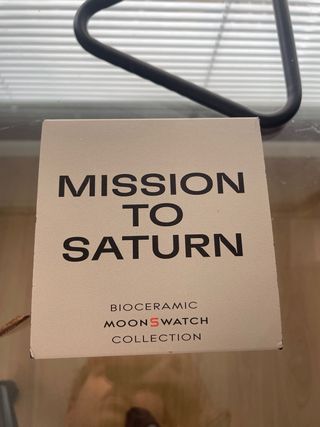 MISSION
TO
SATURN
BIOCERAMIC
MOONSWATCH
COLLECTION